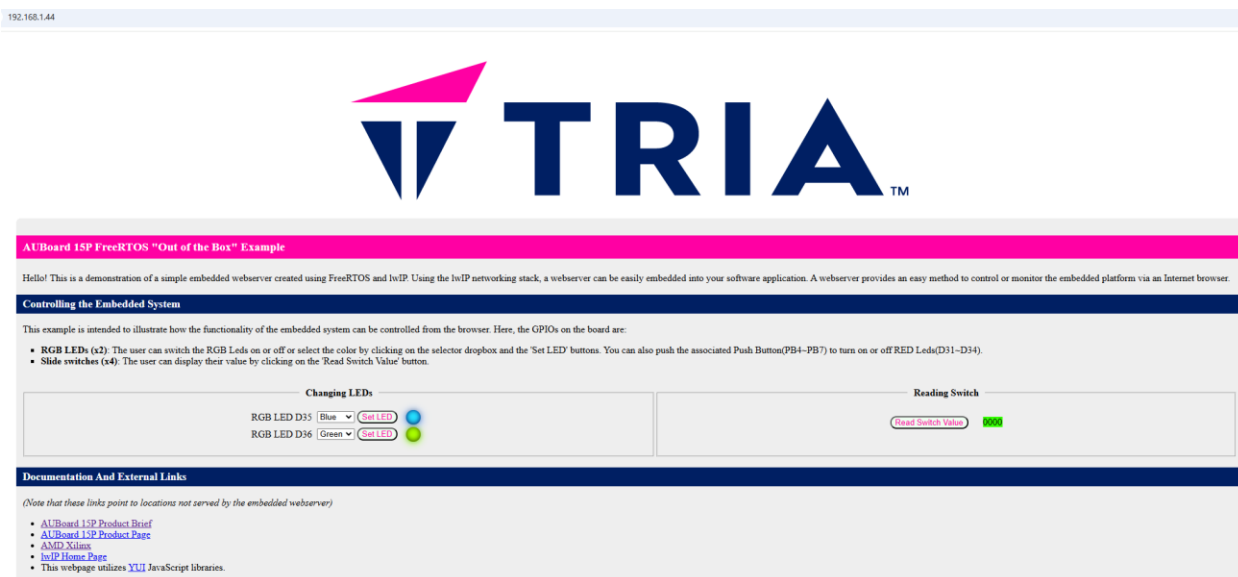 192.168.1.44
TRIA™
AUBoard 15P FreeRTOS "Out of the Box" Example
Hello! This is a demonstration of a simple embedded webserver created using FreeRTOS and lwIP. Using the lwIP networking stack, a webserver can be easily embedded into your software application. A webserver provides an easy method to control or monitor the embedded platform via an Internet browser.
Controlling the Embedded System
This example is intended to illustrate how the functionality of the embedded system can be controlled from the browser. Here, the GPIOs on the board are:
• RGB LEDs (x2): The user can switch the RGB Leds on or off or select the color by clicking on the selector dropbox and the 'Set LED' buttons. You can also push the associated Push Button(PB4~PB7) to turn on or off RED Leds(D31~D34).
• Slide switches (x4): The user can display their value by clicking on the 'Read Switch Value' button.
Changing LEDs
RGB LED D35 Blue Set LED
RGB LED D36 Green Set LED
Reading Switch
Read Switch Value 0000
Documentation And External Links
(Note that these links point to locations not served by the embedded webserver)
• AUBoard 15P Product Brief
• AUBoard 15P Product Page
• AMD Xilinx
• lwIP Home Page
• This webpage utilizes YUI JavaScript libraries.